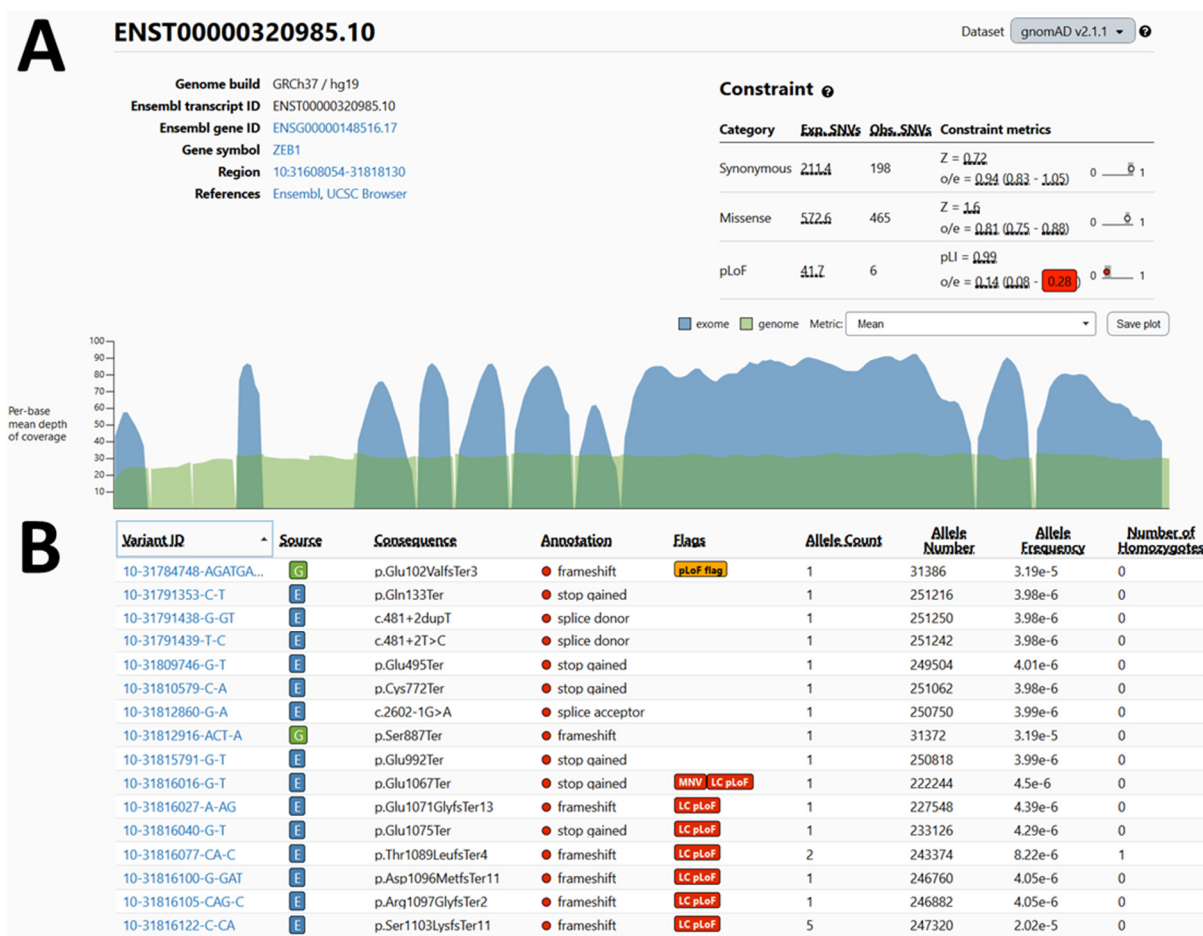 A
ENST00000320985.10
Dataset gnomAD v2.1.1 ?
Genome build GRCh37 / hg19
Ensembl transcript ID ENST00000320985.10
Ensembl gene ID ENSG00000148516.17
Gene symbol ZEB1
Region 10:31608054-31818130
References Ensembl, UCSC Browser
Constraint ?
Category Exp. SNVs Obs. SNVs Constraint metrics
Synonymous 211.4 198 Z = 0.72
o/e = 0.94 (0.83 - 1.05) 0 1
Missense 572.6 465 Z = 1.6
o/e = 0.81 (0.75 - 0.88) 0 1
pLoF 41.7 6 pLI = 0.99
o/e = 0.14 (0.08 - 0.28) 0 1
exome genome Metric: Mean Save plot
Per-base
mean depth
of coverage
100
90
80
70
60
50
40
30
20
10
B
Variant ID Source Consequence Annotation Flags Allele Count Allele Number Allele Frequency Number of Homozygotes
10-31784748-AGATGA... G p.Glu102ValfsTer3 frameshift pLoF flag 1 31386 3.19e-5 0
10-31791353-C-T E p.Gln133Ter stop gained 1 251216 3.98e-6 0
10-31791438-G-GT E c.481+2dupT splice donor 1 251250 3.98e-6 0
10-31791439-T-C E c.481+2T>C splice donor 1 251242 3.98e-6 0
10-31809746-G-T E p.Glu495Ter stop gained 1 249504 4.01e-6 0
10-31810579-C-A E p.Cys772Ter stop gained 1 251062 3.98e-6 0
10-31812860-G-A E c.2602-1G>A splice acceptor 1 250750 3.99e-6 0
10-31812916-ACT-A G p.Ser887Ter frameshift 1 31372 3.19e-5 0
10-31815791-G-T E p.Glu992Ter stop gained 1 250818 3.99e-6 0
10-31816016-G-T E p.Glu1067Ter stop gained MNV LC pLoF 1 222244 4.5e-6 0
10-31816027-A-AG E p.Glu1071GlyfsTer13 frameshift LC pLoF 1 227548 4.39e-6 0
10-31816040-G-T E p.Glu1075Ter stop gained LC pLoF 1 233126 4.29e-6 0
10-31816077-CA-C E p.Thr1089LeufsTer4 frameshift LC pLoF 2 243374 8.22e-6 1
10-31816100-G-GAT E p.Asp1096MetfsTer11 frameshift LC pLoF 1 246760 4.05e-6 0
10-31816105-CAG-C E p.Arg1097GlyfsTer2 frameshift LC pLoF 1 246882 4.05e-6 0
10-31816122-C-CA E p.Ser1103LysfsTer11 frameshift LC pLoF 5 247320 2.02e-5 0